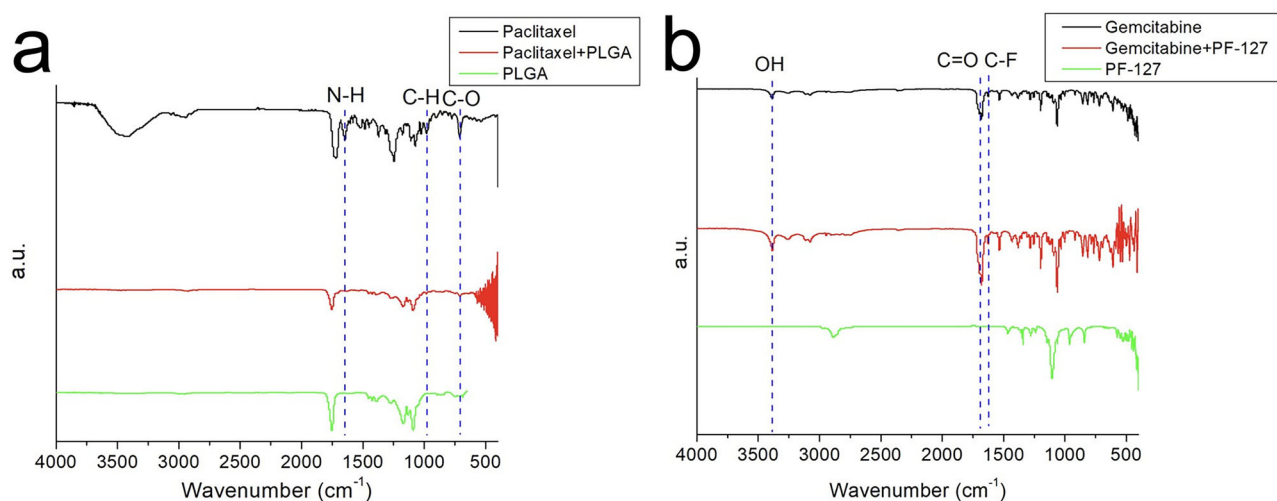 a
Paclitaxel
Paclitaxel+PLGA
PLGA
N-H
C-H
C-O
a.u.
4000 3500 3000 2500 2000 1500 1000 500
Wavenumber (cm⁻¹)
b
Gemcitabine
Gemcitabine+PF-127
PF-127
OH
C=O
C-F
a.u.
4000 3500 3000 2500 2000 1500 1000 500
Wavenumber (cm⁻¹)